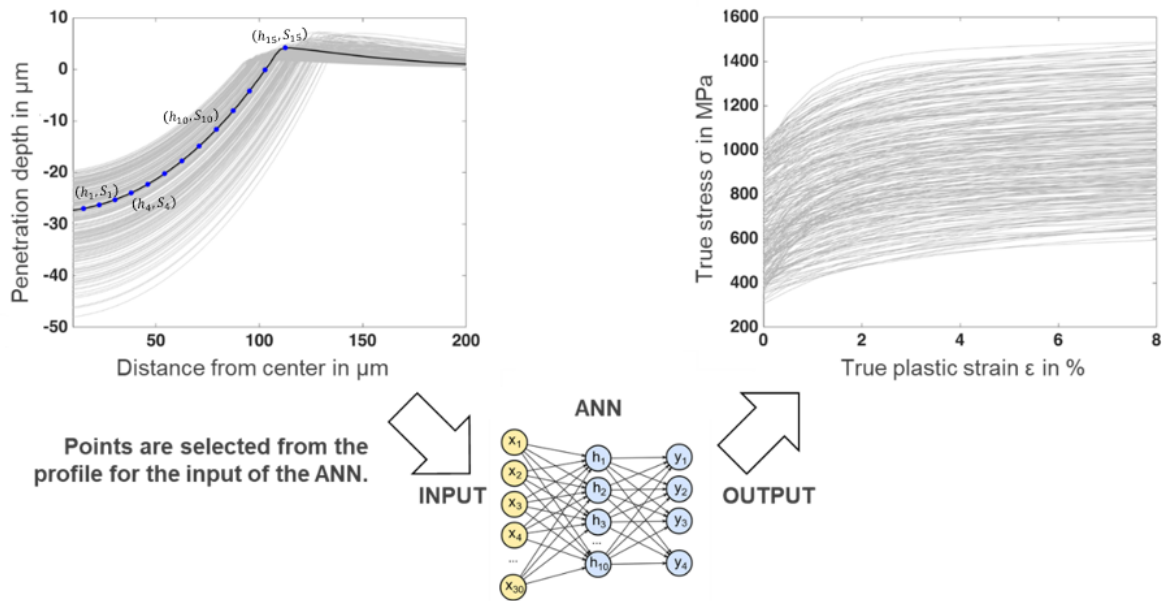 10
0
-10
-20
-30
-40
-50
Penetration depth in µm
(h₁₅, S₁₅)
(h₁₀, S₁₀)
(h₁, S₁)
(h₄, S₄)
50
100
150
200
Distance from center in µm
1600
1400
1200
1000
800
600
400
200
True stress σ in MPa
0
2
4
6
8
True plastic strain ε in %
Points are selected from the
profile for the input of the ANN.
INPUT
ANN
x₁
x₂
x₃
x₄
...
x₃₀
h₁
h₂
h₃
...
h₁₀
y₁
y₂
y₃
y₄
OUTPUT